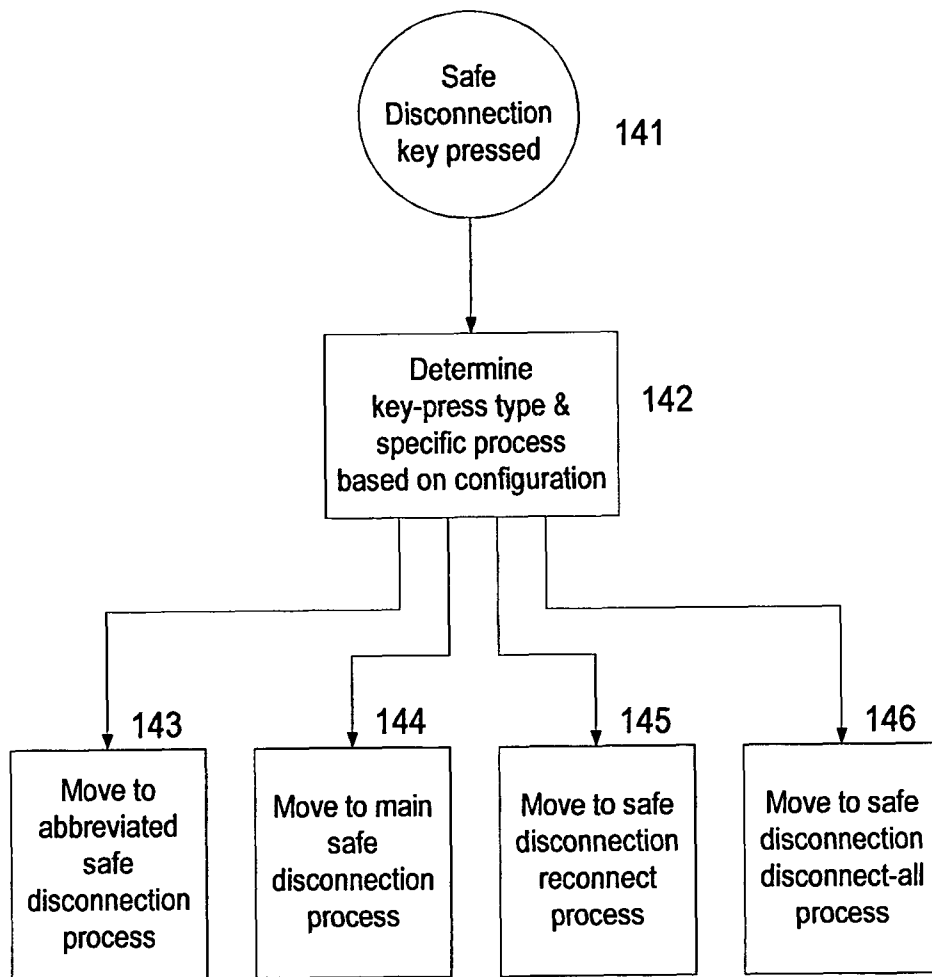 Safe
Disconnection
key pressed
141
Determine
key-press type &
specific process
based on configuration
142
143
Move to
abbreviated
safe
disconnection
process
144
Move to main
safe
disconnection
process
145
Move to safe
disconnection
reconnect
process
146
Move to safe
disconnection
disconnect-all
process